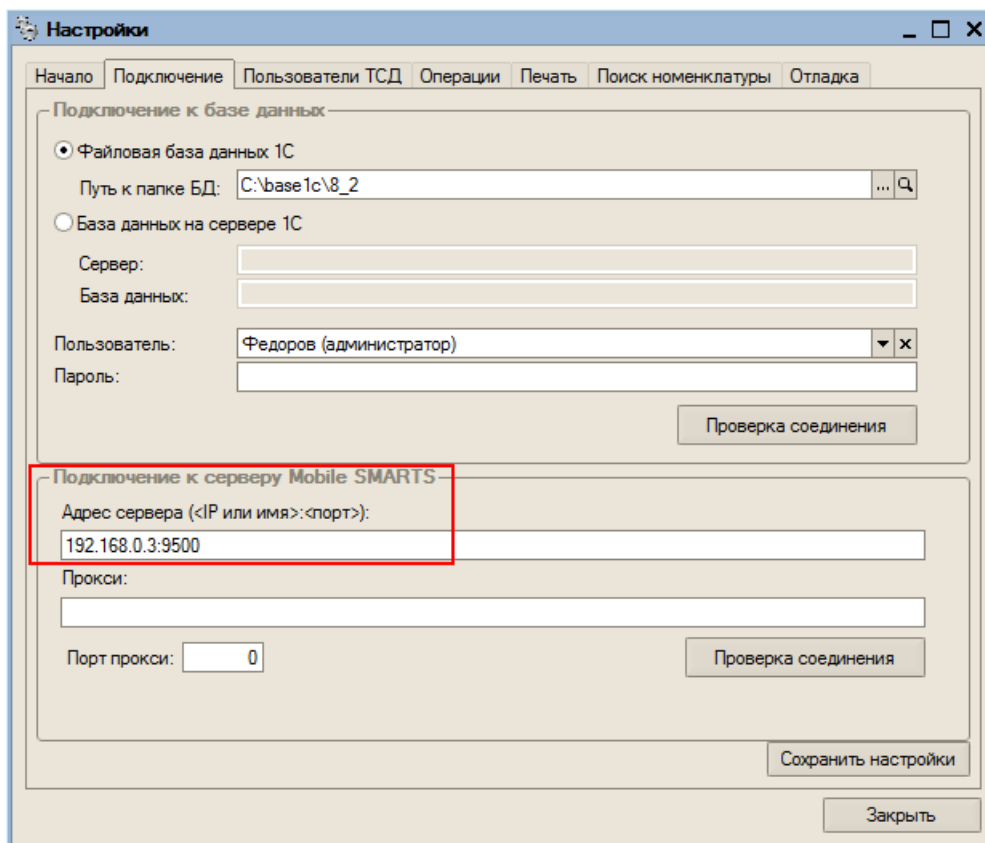 Настройки
Начало Подключение Пользователи ТСД Операции Печать Поиск номенклатуры Отладка
Подключение к базе данных
Файловая база данных 1С
Путь к папке БД: C:\base1c\8_2 ...
База данных на сервере 1С
Сервер:
База данных:
Пользователь: Федоров (администратор)
Пароль:
Проверка соединения
Подключение к серверу Mobile SMARTS
Адрес сервера (<IP или имя>:<порт>):
192.168.0.3:9500
Прокси:
Порт прокси: 0 Проверка соединения
Сохранить настройки
Закрыть